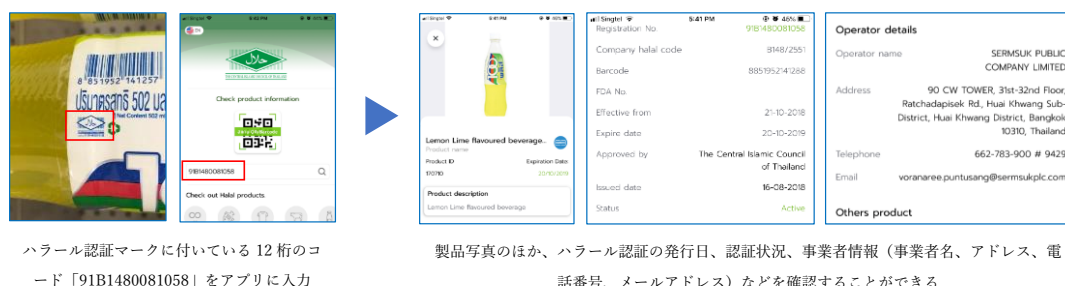 8 851952 141257
ปริมาตรสุทธิ 502 มล
(Net Content 502 ml
Singtel
5:40 PM
EN
حلال
Check product information
91B1480081058
Check out Halal products
Singtel
5:41 PM
Lemon Lime flavoured beverage..
Product name
Product ID
Expiration Date
170710
20/10/2019
Product description
Lemon Lime flavoured beverage
Singtel
5:41 PM
46%
Registration No.
91B1480081058
Company halal code
B148/2551
Barcode
8851952141288
FDA No.
Effective from
21-10-2018
Expire date
20-10-2019
Approved by
The Central Islamic Council
of Thailand
Issued date
16-08-2018
Status
Active
Operator details
Operator name
SERMSUK PUBLIC
COMPANY LIMITED
Address
90 CW TOWER, 31st-32nd Floor,
Ratchadapisek Rd., Huai Khwang Sub-
District, Huai Khwang District, Bangkok
10310, Thailand
Telephone
662-783-900 # 9429
Email
voranaree.puntusang@sermsukplc.com
Others product
ハラール認証マークに付いている 12 桁のコ
ード「91B1480081058」をアプリに入力
製品写真のほか、ハラール認証の発行日、認証状況、事業者情報（事業者名、アドレス、電
話番号、メールアドレス）などを確認することができる